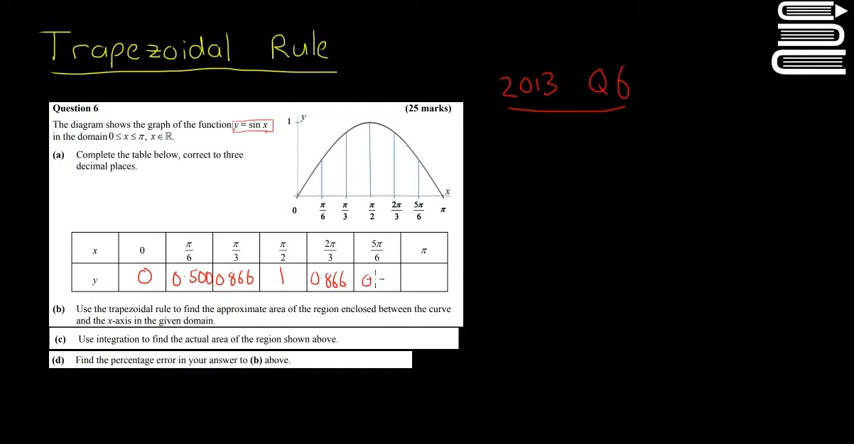 Trapezoidal Rule
2013 Q6
Question 6 (25 marks)
The diagram shows the graph of the function y = sin x
in the domain 0 ≤ x ≤ π, x ∈ ℝ.
(a) Complete the table below, correct to three
decimal places.
1 y
x
0 π/6 π/3 π/2 2π/3 5π/6 π
x 0 π/6 π/3 π/2 2π/3 5π/6 π
y 0 0.500 0.866 1 0.866 0.
(b) Use the trapezoidal rule to find the approximate area of the region enclosed between the curve
and the x-axis in the given domain.
(c) Use integration to find the actual area of the region shown above.
(d) Find the percentage error in your answer to (b) above.